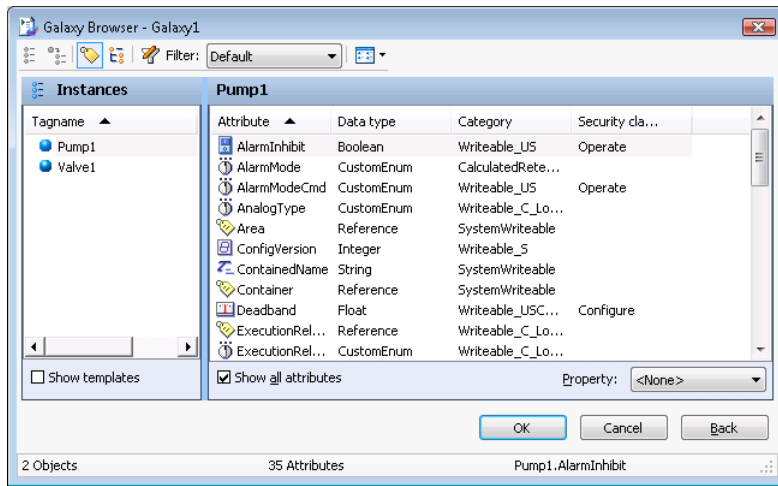 Galaxy Browser - Galaxy1
Filter: Default
Instances Pump1
Tagname Attribute Data type Category Security cla...
Pump1 AlarmInhibit Boolean Writeable_US Operate
Valve1 AlarmMode CustomEnum CalculatedRete...
AlarmModeCmd CustomEnum Writeable_US Operate
AnalogType CustomEnum Writeable_C_Lo...
Area Reference SystemWriteable
ConfigVersion Integer Writeable_S
ContainedName String SystemWriteable
Container Reference SystemWriteable
Deadband Float Writeable_USC... Configure
ExecutionRel... Reference Writeable_C_Lo...
ExecutionRel... CustomEnum Writeable_C_Lo...
Show templates Show all attributes Property: <None>
OK Cancel Back
2 Objects 35 Attributes Pump1.AlarmInhibit